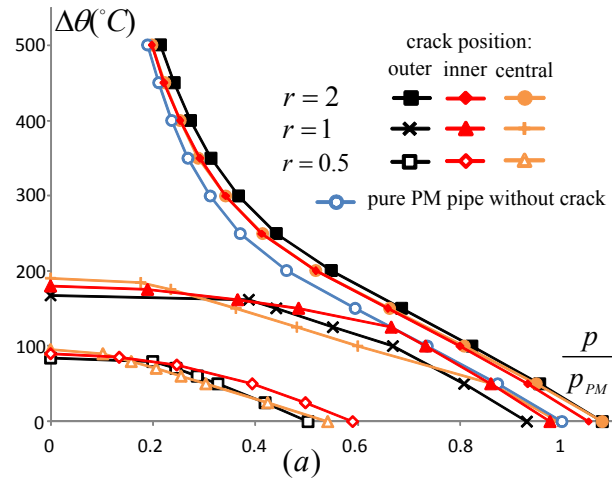 Δθ(°C)
crack position:
outer inner central
r = 2
r = 1
r = 0.5
pure PM pipe without crack
500
400
300
200
100
0
p
p_PM
0 0.2 0.4 0.6 0.8 1
(a)